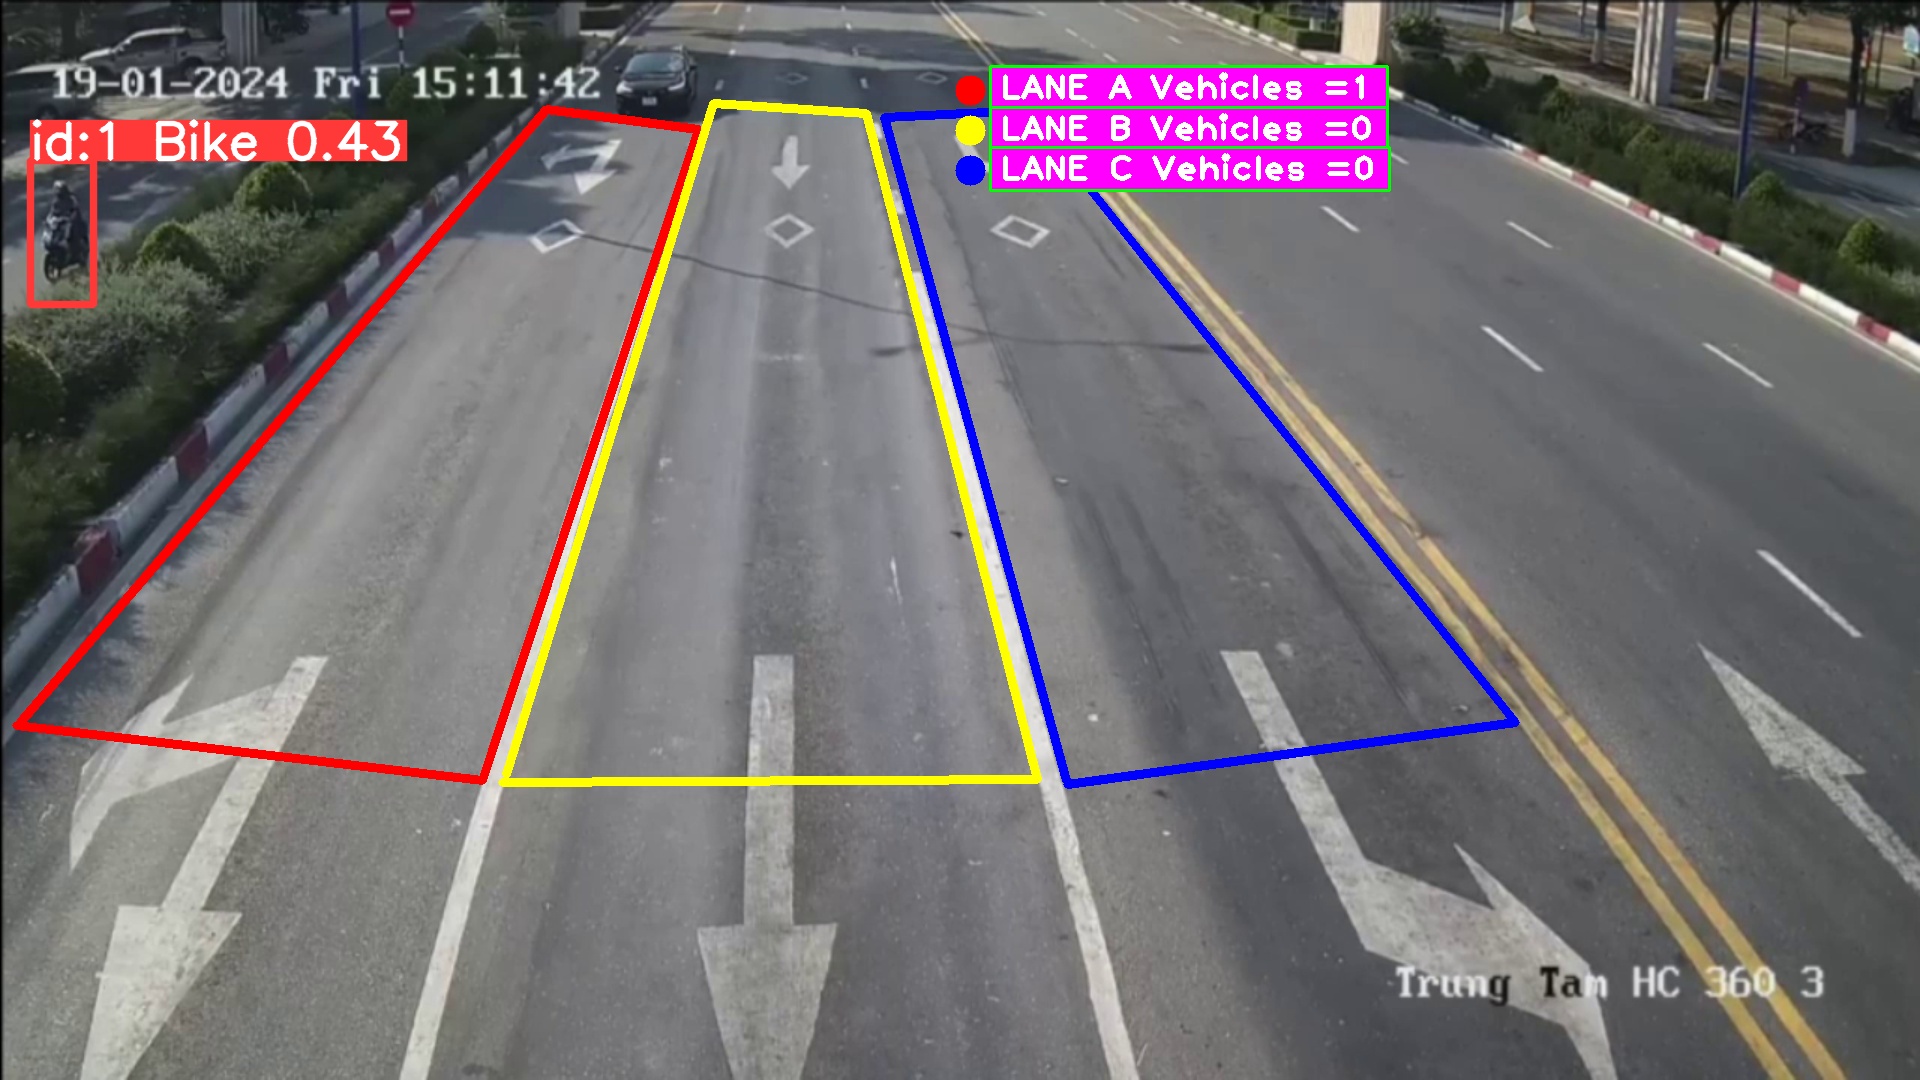 19-01-2024 Fri 15:11:42
LANE A Vehicles =1
LANE B Vehicles =0
LANE C Vehicles =0
id:1 Bike 0.43
Trung Tam HC 360 3